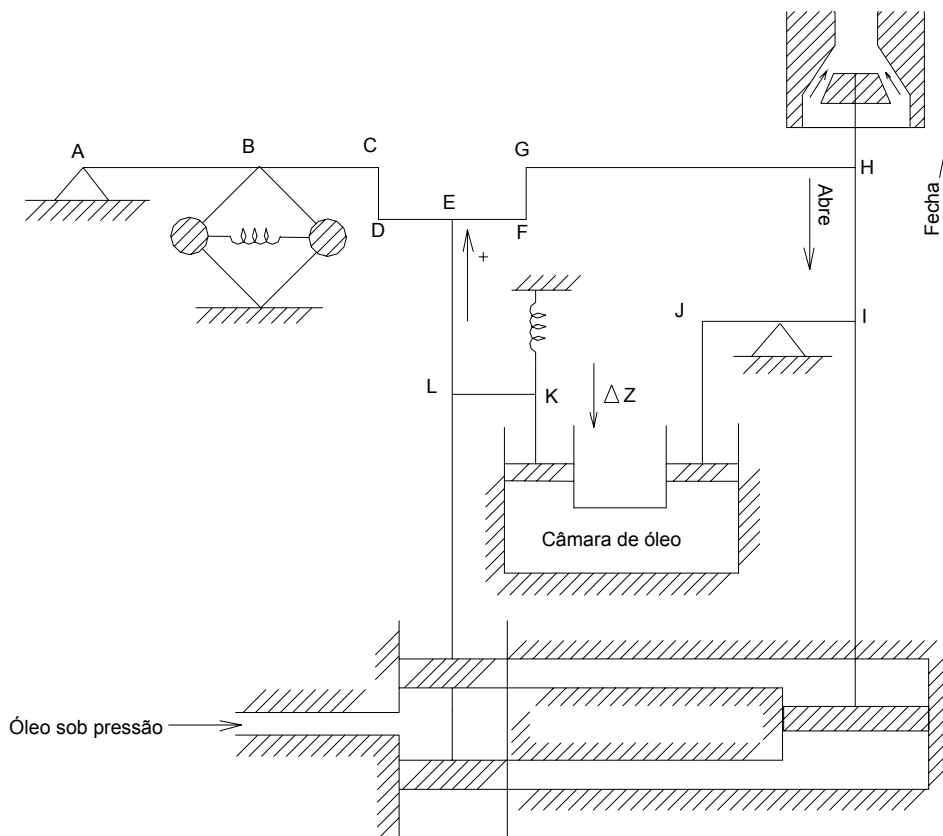 A
B
C
G
H
D
E
F
+
Abre
Fecha
J
I
L
K
△ Z
Câmara de óleo
Óleo sob pressão